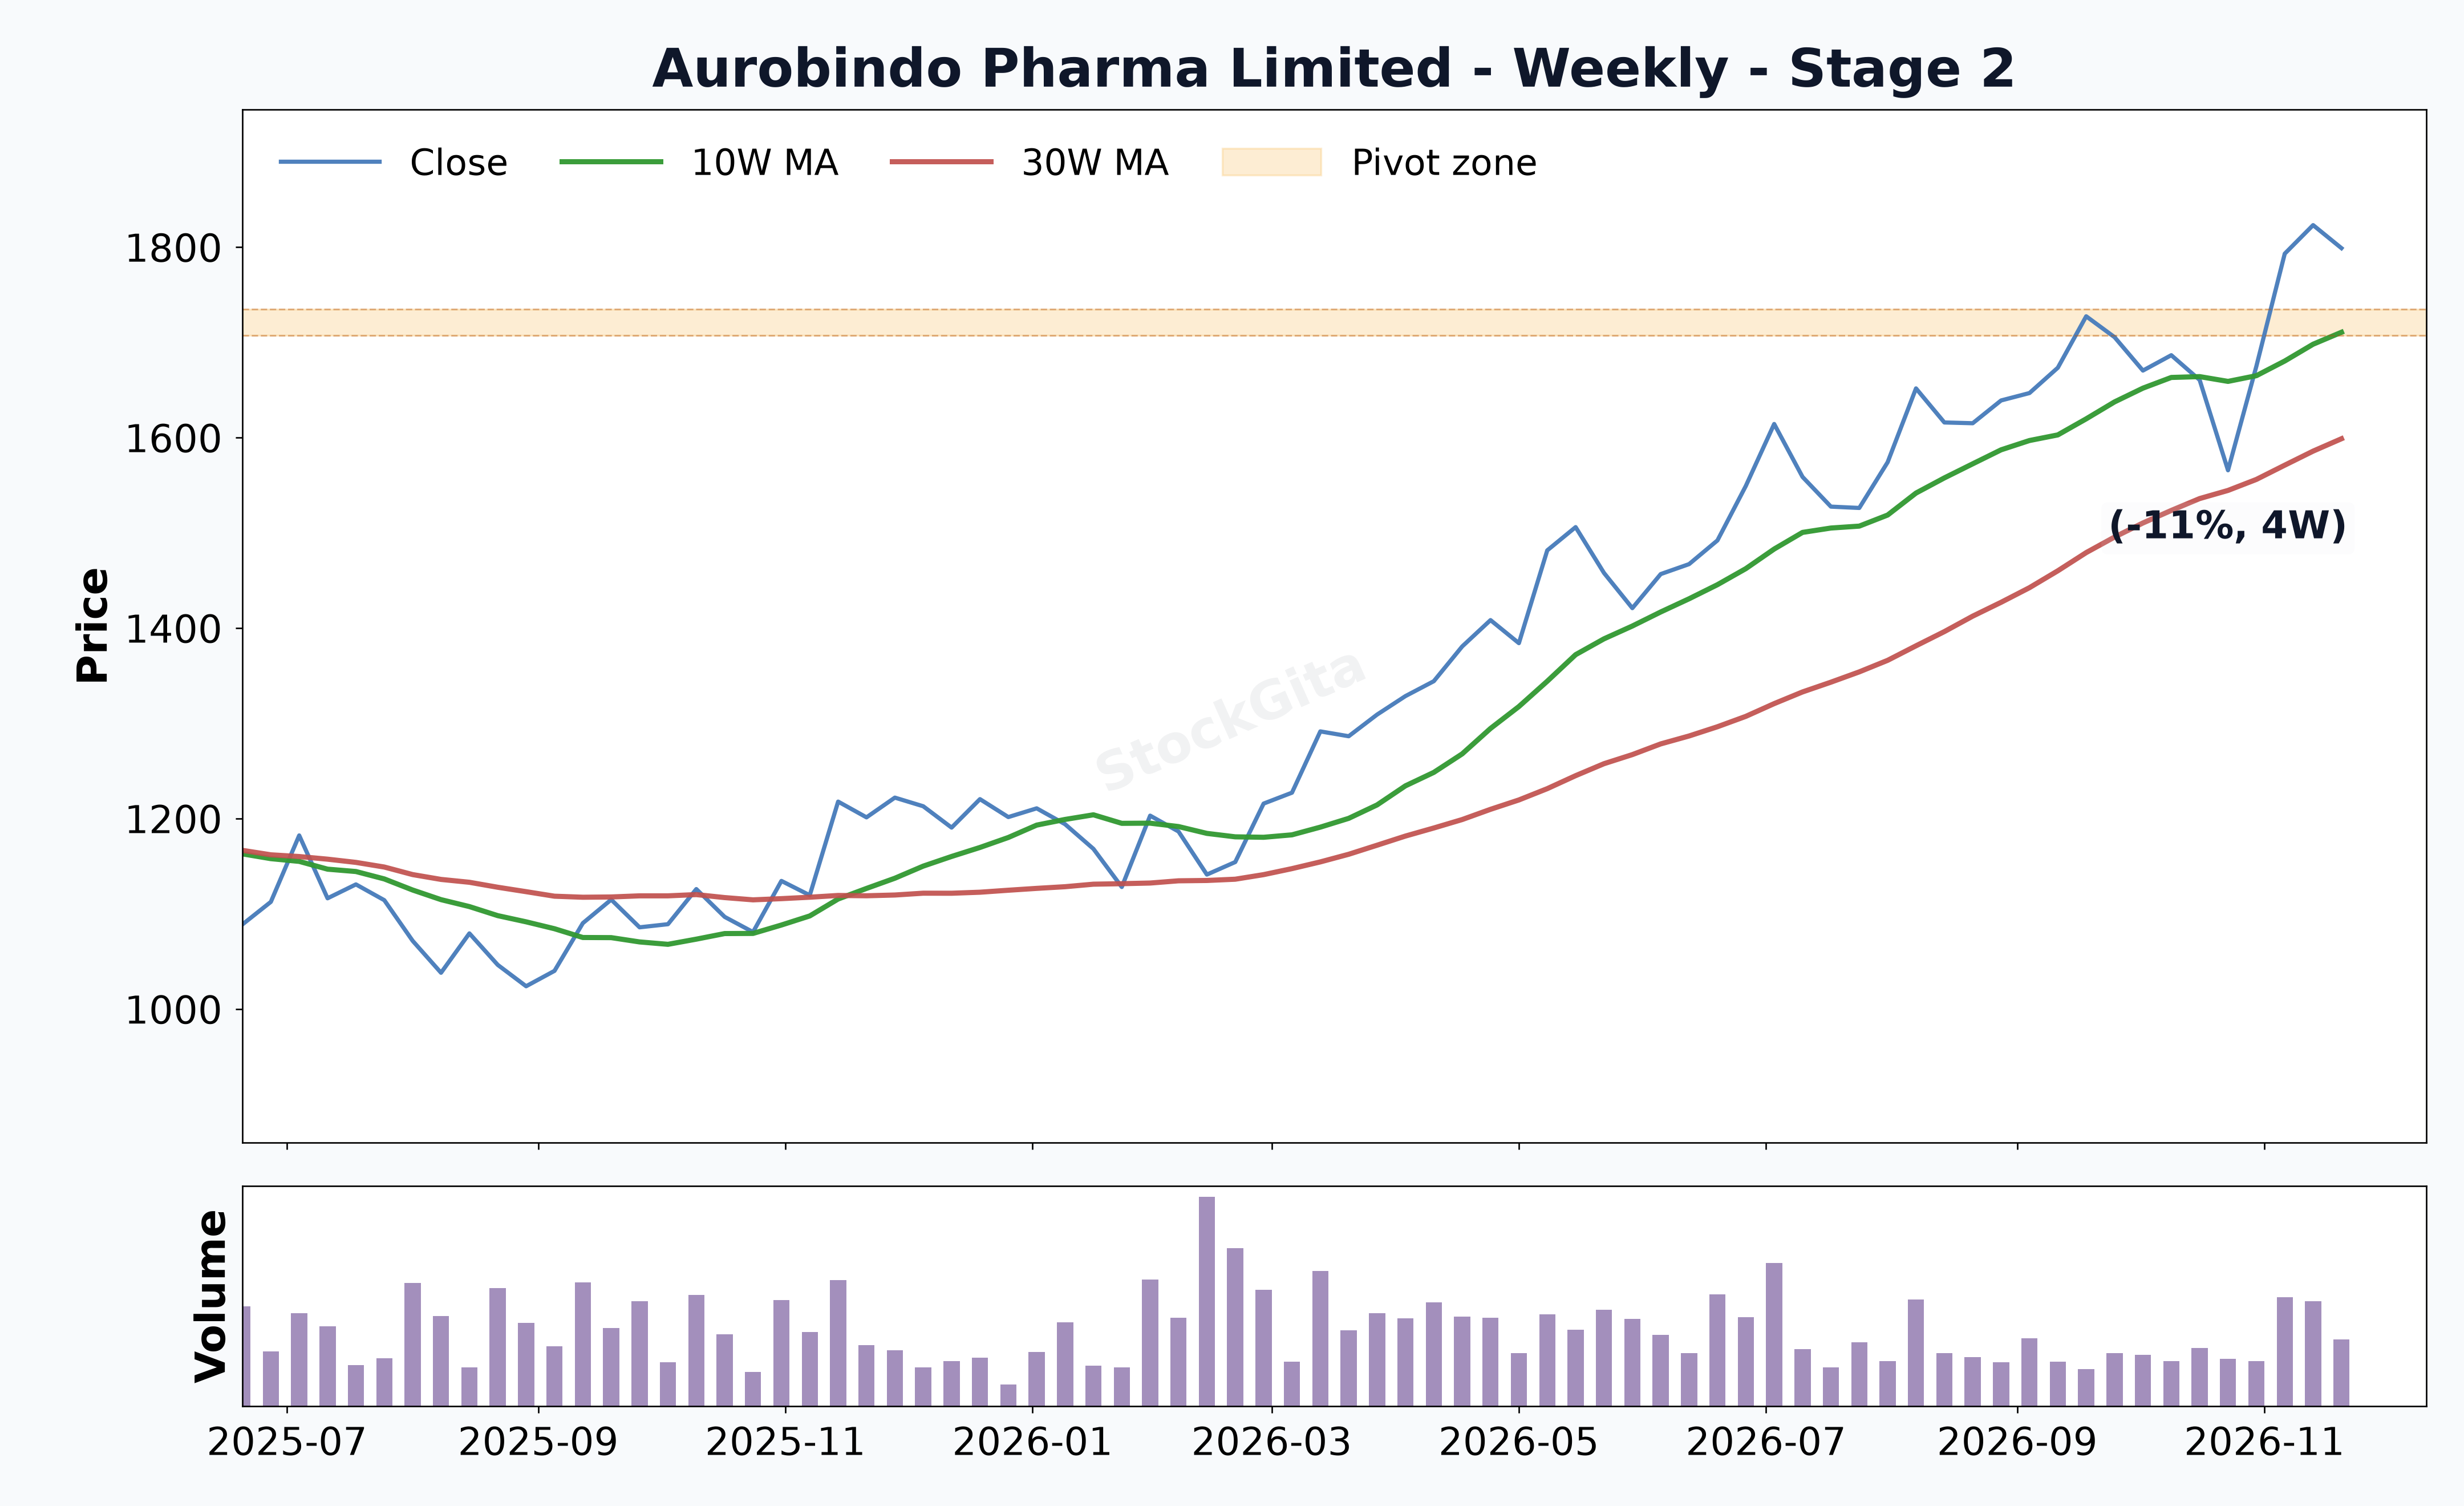 Aurobindo Pharma Limited - Weekly - Stage 2
Close 10W MA 30W MA Pivot zone
1800
1600
1400
1200
1000
Price
(-11%, 4W)
StockGita
Volume
2025-07 2025-09 2025-11 2026-01 2026-03 2026-05 2026-07 2026-09 2026-11